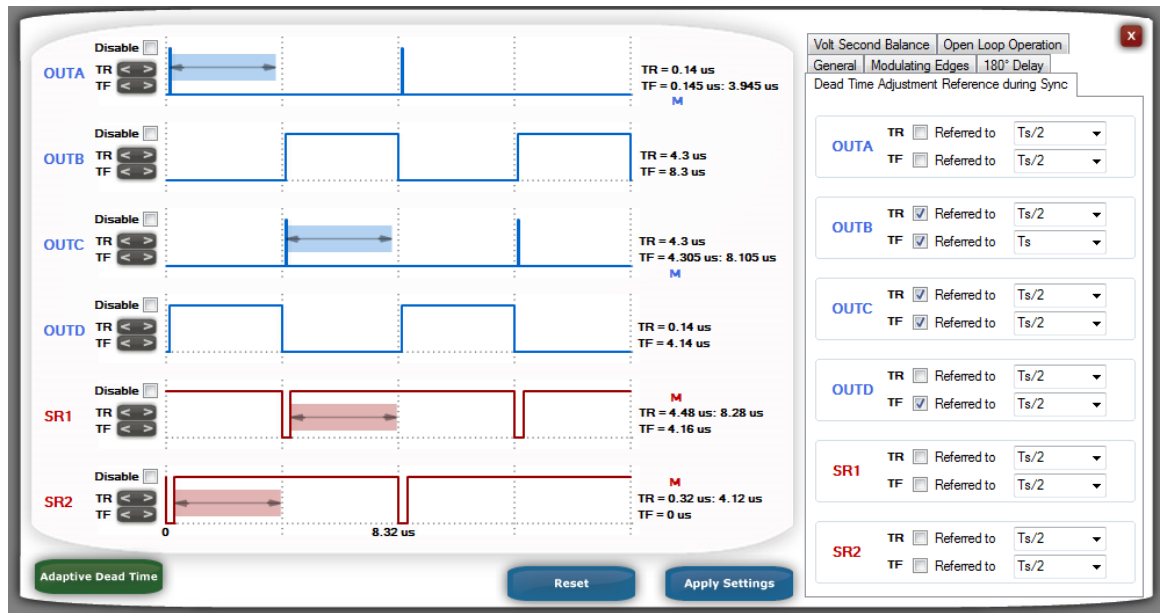 Disable
OUTA TR < >
TF < >
TR = 0.14 us
TF = 0.145 us: 3.945 us
M
Disable
OUTB TR < >
TF < >
TR = 4.3 us
TF = 8.3 us
Disable
OUTC TR < >
TF < >
TR = 4.3 us
TF = 4.305 us: 8.105 us
M
Disable
OUTD TR < >
TF < >
TR = 0.14 us
TF = 4.14 us
Disable
SR1 TR < >
TF < >
M
TR = 4.48 us: 8.28 us
TF = 4.16 us
Disable
SR2 TR < >
TF < >
M
TR = 0.32 us: 4.12 us
TF = 0 us
0 8.32 us
Adaptive Dead Time
Reset
Apply Settings
X
Volt Second Balance Open Loop Operation
General Modulating Edges 180° Delay
Dead Time Adjustment Reference during Sync
OUTA TR Referred to Ts/2
TF Referred to Ts/2
OUTB TR Referred to Ts/2
TF Referred to Ts
OUTC TR Referred to Ts/2
TF Referred to Ts/2
OUTD TR Referred to Ts/2
TF Referred to Ts/2
SR1 TR Referred to Ts/2
TF Referred to Ts/2
SR2 TR Referred to Ts/2
TF Referred to Ts/2